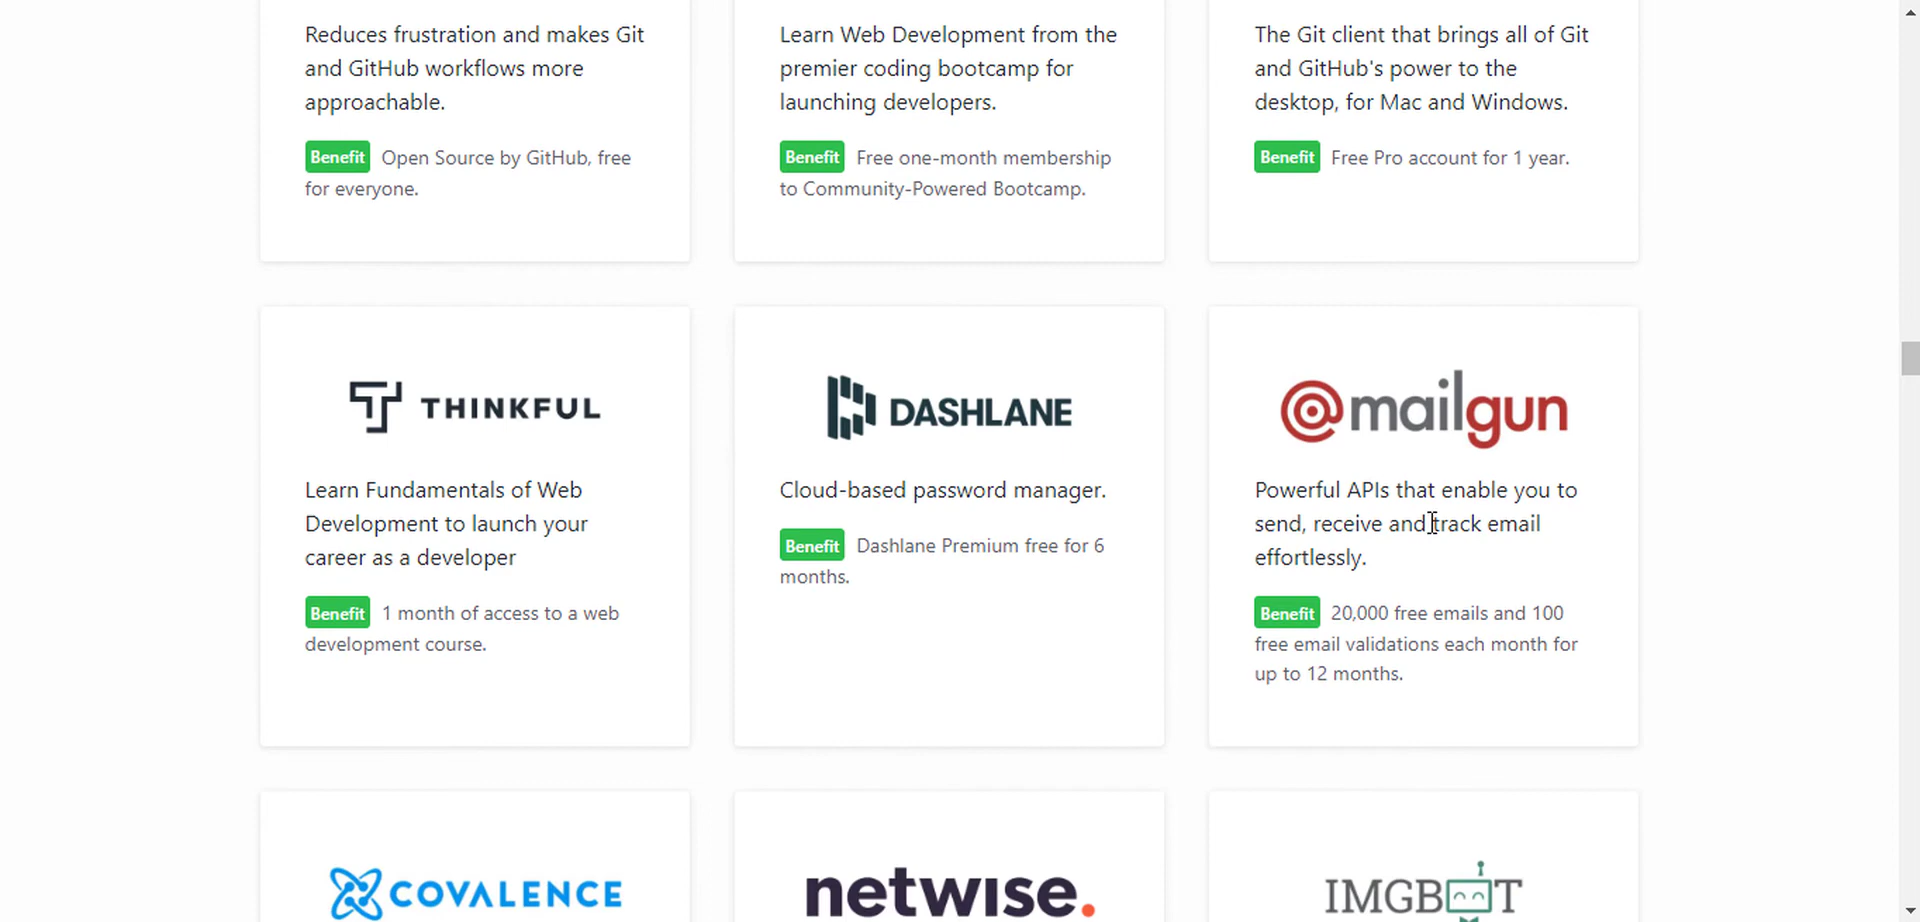 Reduces frustration and makes Git
and GitHub workflows more
approachable.
Benefit Open Source by GitHub, free
for everyone.
Learn Web Development from the
premier coding bootcamp for
launching developers.
Benefit Free one-month membership
to Community-Powered Bootcamp.
The Git client that brings all of Git
and GitHub's power to the
desktop, for Mac and Windows.
Benefit Free Pro account for 1 year.
THINKFUL
Learn Fundamentals of Web
Development to launch your
career as a developer
Benefit 1 month of access to a web
development course.
DASHLANE
Cloud-based password manager.
Benefit Dashlane Premium free for 6
months.
@mailgun
Powerful APIs that enable you to
send, receive and track email
effortlessly.
Benefit 20,000 free emails and 100
free email validations each month for
up to 12 months.
COVALENCE
netwise.
IMGBOT